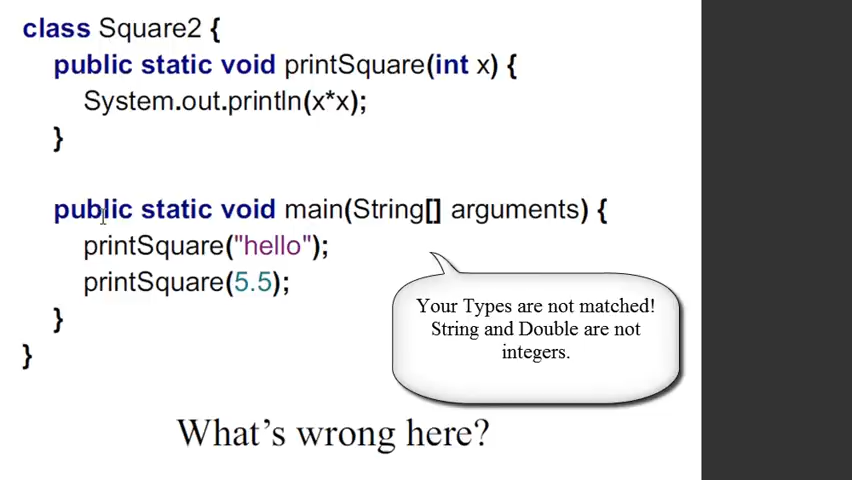 class Square2 {
public static void printSquare(int x) {
System.out.println(x*x);
}
public static void main(String[] arguments) {
printSquare("hello");
printSquare(5.5);
}
}
Your Types are not matched!
String and Double are not
integers.
What's wrong here?